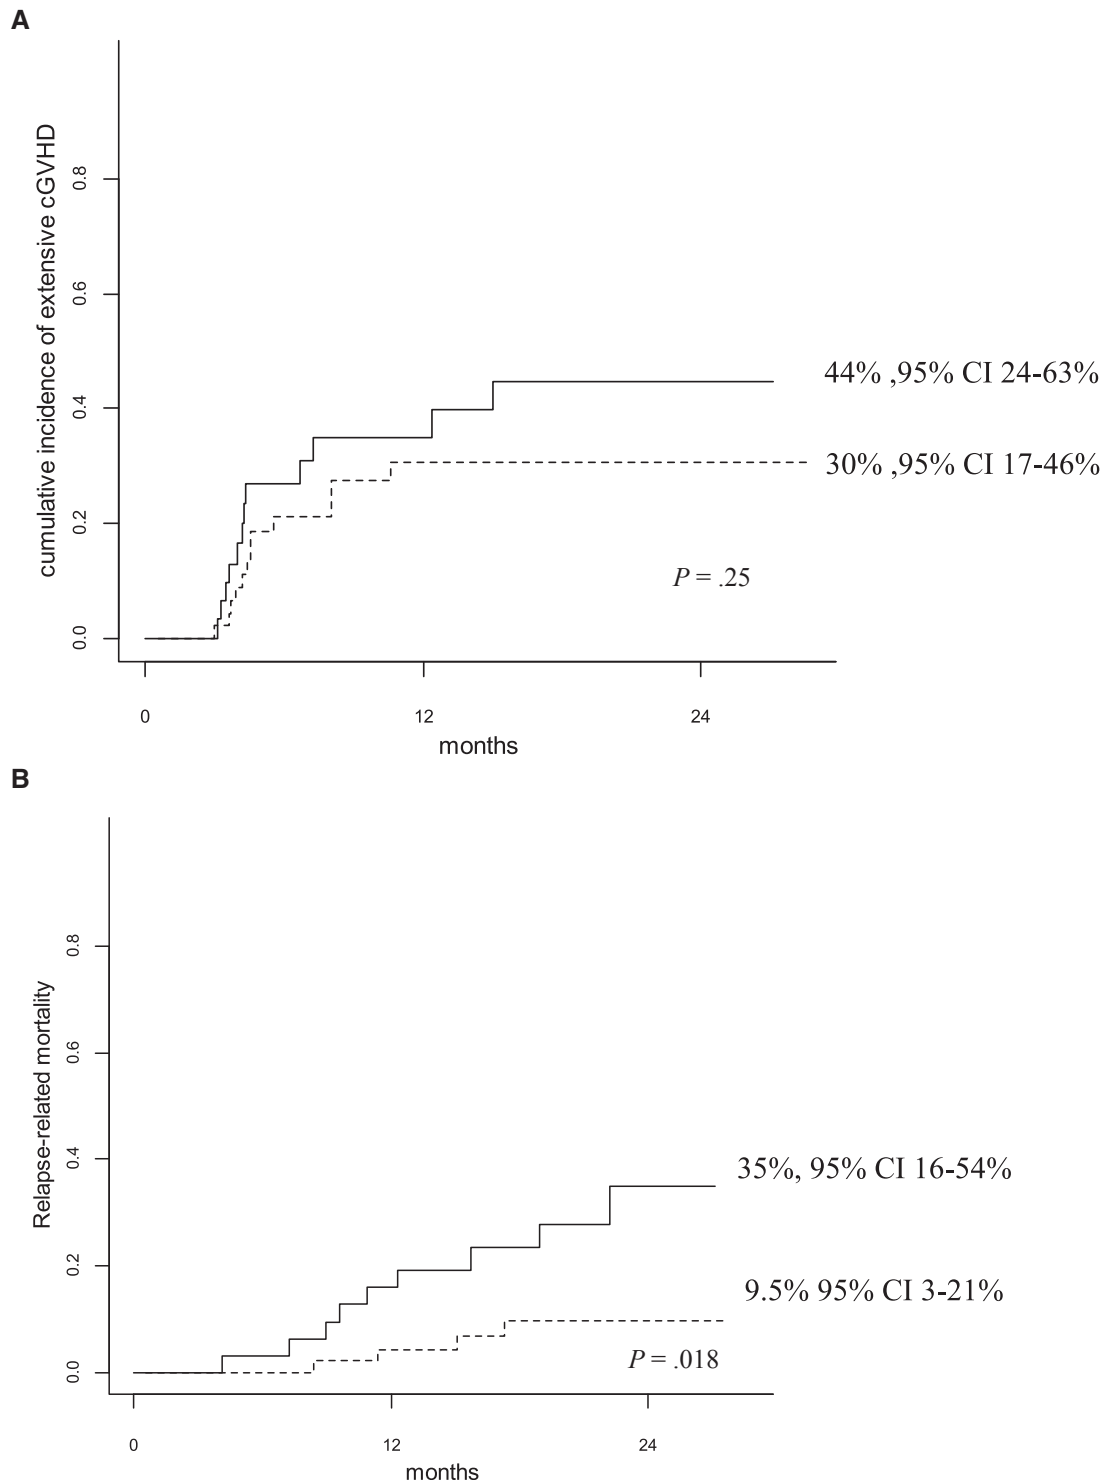 A
cumulative incidence of extensive cGVHD
0.8
0.6
0.4
0.2
0.0
44% ,95% CI 24-63%
30% ,95% CI 17-46%
P = .25
0 12 24
months
B
Relapse-related mortality
0.8
0.6
0.4
0.2
0.0
35%, 95% CI 16-54%
9.5% 95% CI 3-21%
P = .018
0 12 24
months